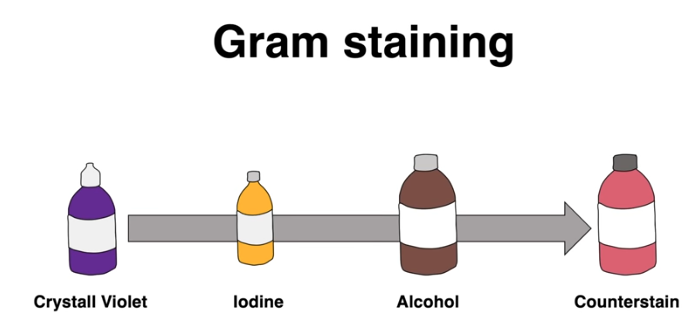 Gram staining
Crystall Violet
Iodine
Alcohol
Counterstain